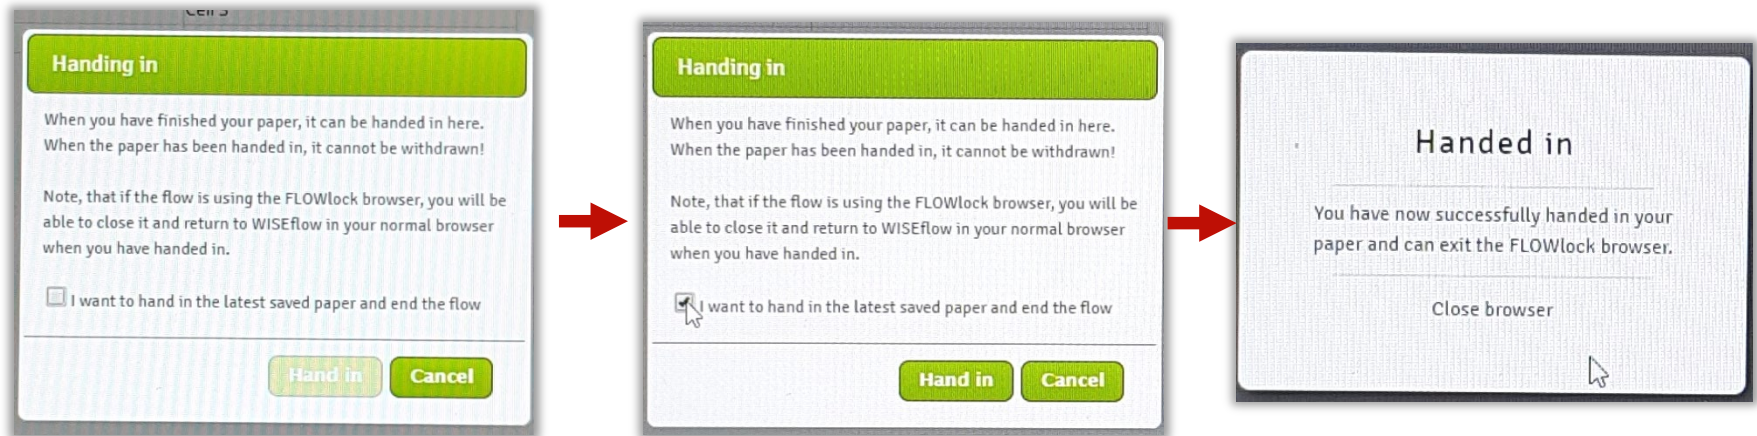 Cell 5
Handing in
When you have finished your paper, it can be handed in here.
When the paper has been handed in, it cannot be withdrawn!
Note, that if the flow is using the FLOWlock browser, you will be
able to close it and return to WISEflow in your normal browser
when you have handed in.
I want to hand in the latest saved paper and end the flow
Hand in
Cancel
Handing in
When you have finished your paper, it can be handed in here.
When the paper has been handed in, it cannot be withdrawn!
Note, that if the flow is using the FLOWlock browser, you will be
able to close it and return to WISEflow in your normal browser
when you have handed in.
I want to hand in the latest saved paper and end the flow
Hand in
Cancel
Handed in
You have now successfully handed in your
paper and can exit the FLOWlock browser.
Close browser